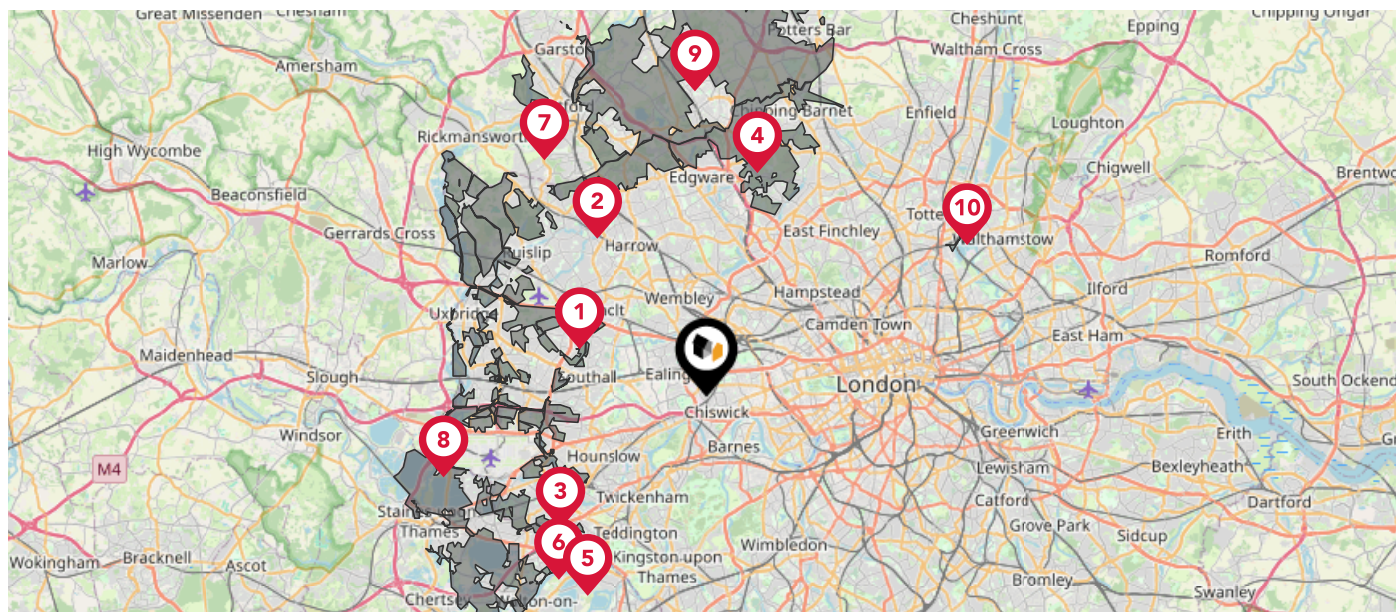 Great Missenden
Chesham
Chipping Ongar
Cheshunt
Epping
Potters Bar
Waltham Cross
Garsto
Amersham
9
Enfield
Chipping Barnet
Loughton
7
4
Rickmansworth
High Wycombe
Chigwell
Edgware
Beaconsfield
2
10
Totte
Gerrards Cross
East Finchley
althamstow
Harrow
Ruislip
Romford
Marlow
Hampstead
Ilford
Wembley
1
Uxbridg
Camden Town
East Ham
Maidenhead
Slough
Southall
Ealing
London
South Ockend
Chiswick
Windsor
8
Barnes
Greenwich
Erith
M4
Hounslow
Lewisham
Bexleyheath
3
Twickenham
Catford
Dartford
Thames
Teddington
Grove Park
6
Wimbledon
Sidcup
5
Kingston upon
Thames
Wokingham
Bracknell
Ascot
Bromley
Chertsey
Swanley